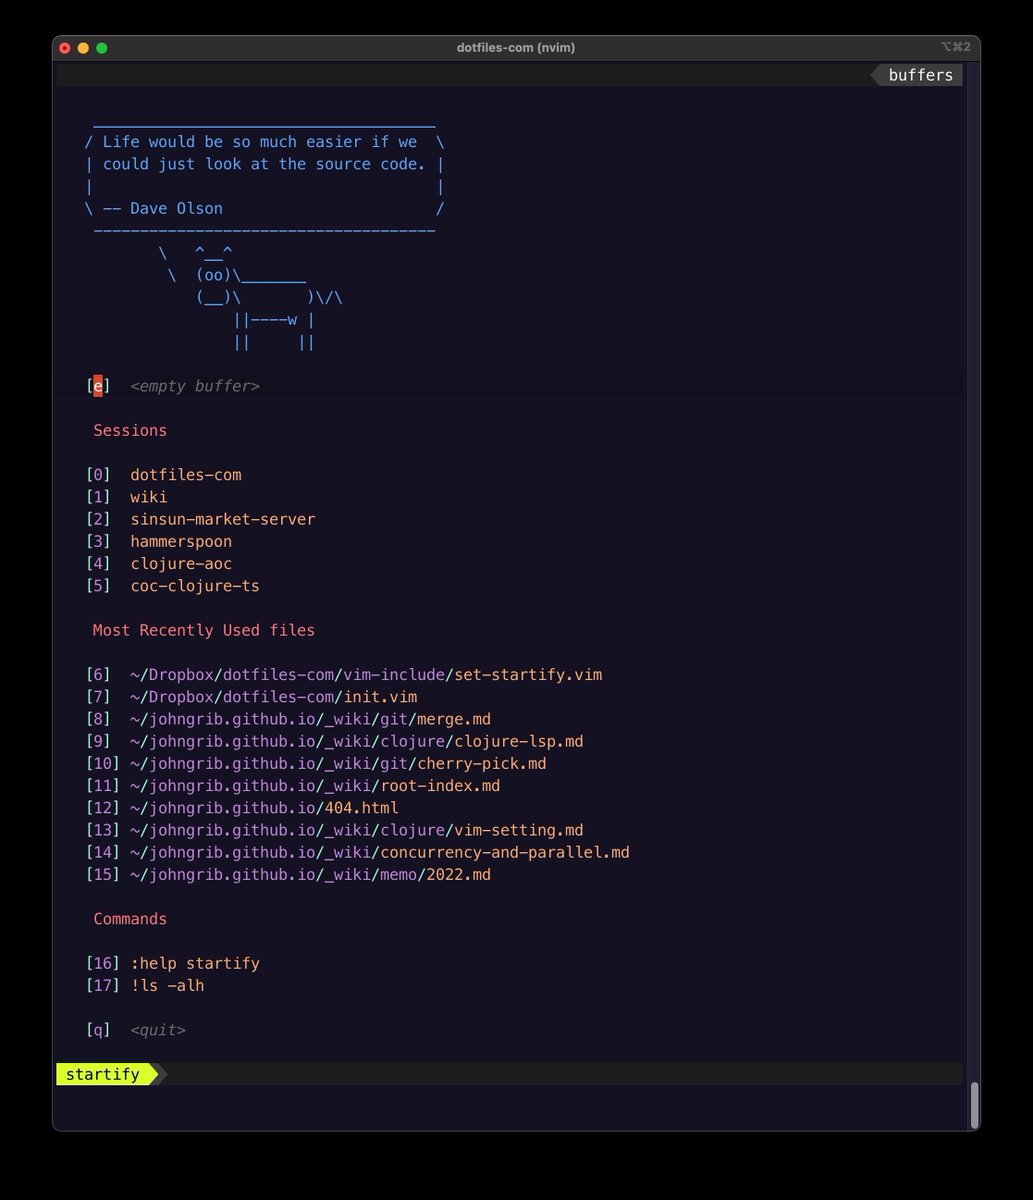 dotfiles-com (nvim) ⌥⌘2
buffers
 _____________________________________
/ Life would be so much easier if we  \
| could just look at the source code. |
|                                     |
\ -- Dave Olson                       /
 -------------------------------------
        \   ^__^
         \  (oo)\_______
            (__)\       )\/\
                ||----w |
                ||     ||
[e]  <empty buffer>
Sessions
[0]  dotfiles-com
[1]  wiki
[2]  sinsun-market-server
[3]  hammerspoon
[4]  clojure-aoc
[5]  coc-clojure-ts
Most Recently Used files
[6]  ~/Dropbox/dotfiles-com/vim-include/set-startify.vim
[7]  ~/Dropbox/dotfiles-com/init.vim
[8]  ~/johngrib.github.io/_wiki/git/merge.md
[9]  ~/johngrib.github.io/_wiki/clojure/clojure-lsp.md
[10] ~/johngrib.github.io/_wiki/git/cherry-pick.md
[11] ~/johngrib.github.io/_wiki/root-index.md
[12] ~/johngrib.github.io/404.html
[13] ~/johngrib.github.io/_wiki/clojure/vim-setting.md
[14] ~/johngrib.github.io/_wiki/concurrency-and-parallel.md
[15] ~/johngrib.github.io/_wiki/memo/2022.md
Commands
[16] :help startify
[17] !ls -alh
[q]  <quit>
startify